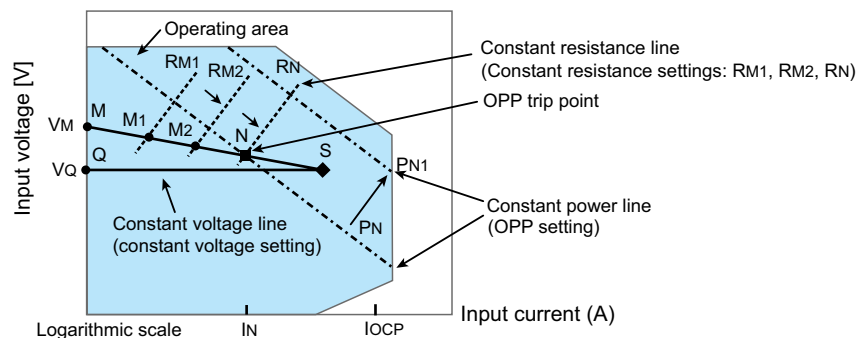 Operating area
Input voltage [V]
RM1
RM2
RN
Constant resistance line
(Constant resistance settings: RM1, RM2, RN)
OPP trip point
M
VM
M1
M2
N
S
Q
VQ
PN1
Constant voltage line
(constant voltage setting)
PN
Constant power line
(OPP setting)
Input current (A)
Logarithmic scale
IN
IOCP